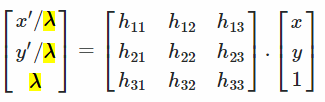 x′/λ h₁₁ h₁₂ h₁₃ x
y′/λ = h₂₁ h₂₂ h₂₃ · y
λ h₃₁ h₃₂ h₃₃ 1